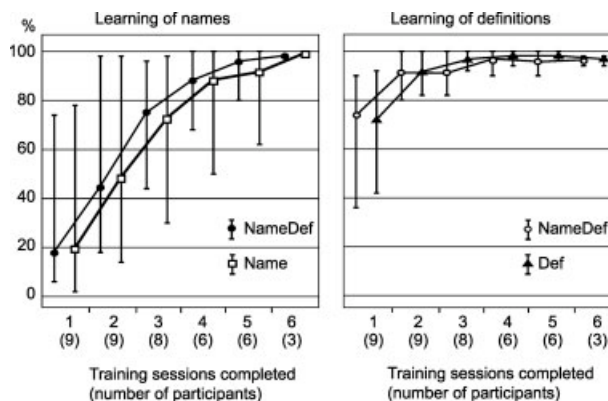 Learning of names
Learning of definitions
%
100
80
60
40
20
0
NameDef
Name
NameDef
Def
1 2 3 4 5 6
(9) (9) (8) (6) (6) (3)
1 2 3 4 5 6
(9) (9) (8) (6) (6) (3)
Training sessions completed
(number of participants)
Training sessions completed
(number of participants)